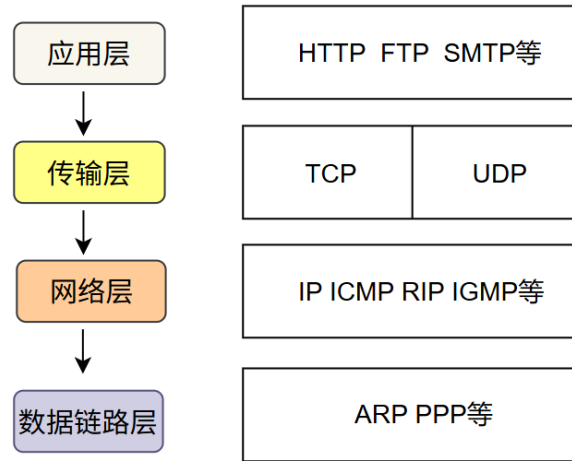 应用层
HTTP FTP SMTP等
传输层
TCP
UDP
网络层
IP ICMP RIP IGMP等
数据链路层
ARP PPP等